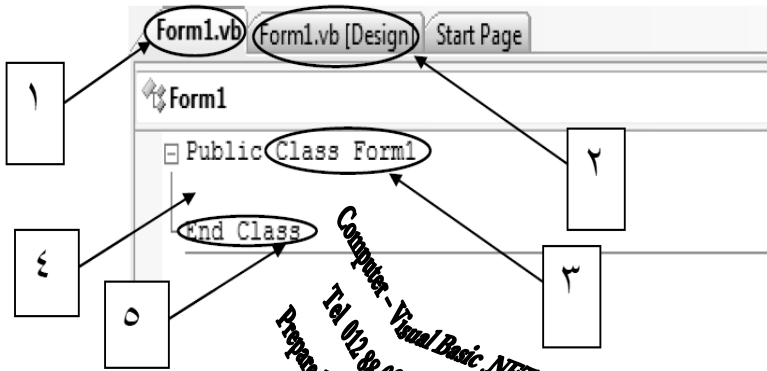 Form1.vb Form1.vb [Design] Start Page
١
Form1
Public Class Form1
٢
End Class
٣
٤
٥
Computer - Visual Basic .NET
Tel 012 88